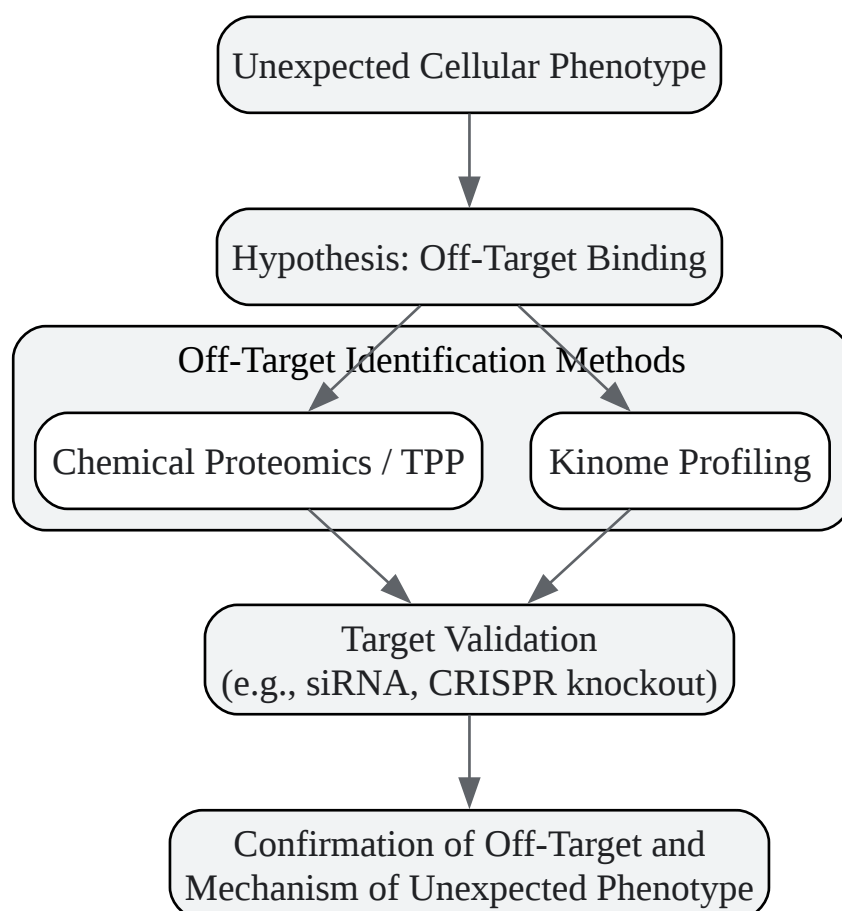 Unexpected Cellular Phenotype
Hypothesis: Off-Target Binding
Off-Target Identification Methods
Chemical Proteomics / TPP
Kinome Profiling
Target Validation
(e.g., siRNA, CRISPR knockout)
Confirmation of Off-Target and
Mechanism of Unexpected Phenotype